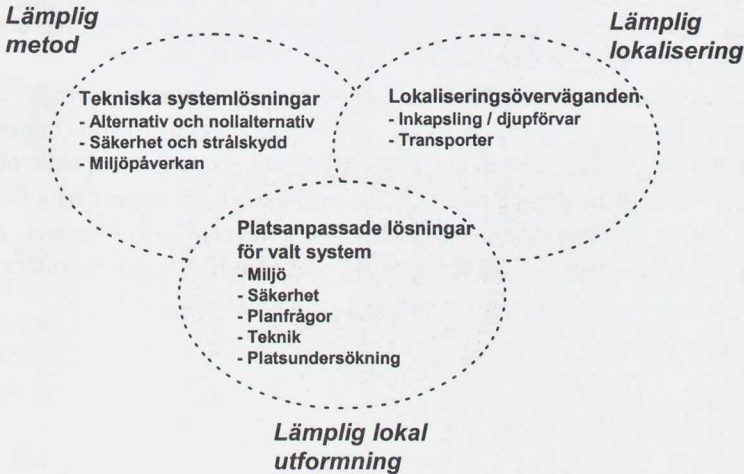 Lämplig
metod
Lämplig
lokalisering
Tekniska systemlösningar
- Alternativ och nollalternativ
- Säkerhet och strålskydd
- Miljöpåverkan
Lokaliseringsöverväganden
- Inkapsling / djupförvar
- Transporter
Platsanpassade lösningar
för valt system
- Miljö
- Säkerhet
- Planfrågor
- Teknik
- Platsundersökning
Lämplig lokal
utformning